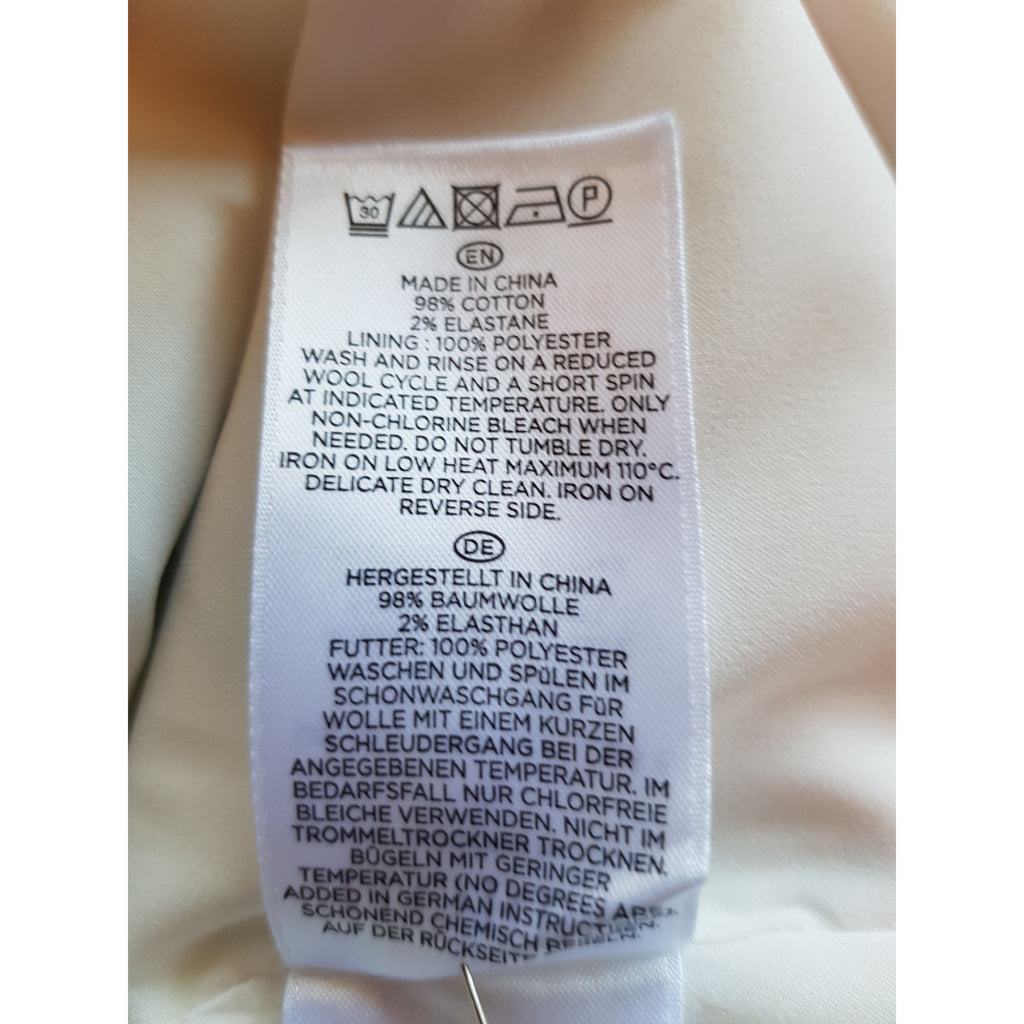 30 P
EN
MADE IN CHINA
98% COTTON
2% ELASTANE
LINING : 100% POLYESTER
WASH AND RINSE ON A REDUCED
WOOL CYCLE AND A SHORT SPIN
AT INDICATED TEMPERATURE. ONLY
NON-CHLORINE BLEACH WHEN
NEEDED. DO NOT TUMBLE DRY.
IRON ON LOW HEAT MAXIMUM 110°C.
DELICATE DRY CLEAN. IRON ON
REVERSE SIDE.
DE
HERGESTELLT IN CHINA
98% BAUMWOLLE
2% ELASTHAN
FUTTER: 100% POLYESTER
WASCHEN UND SPüLEN IM
SCHONWASCHGANG FüR
WOLLE MIT EINEM KURZEN
SCHLEUDERGANG BEI DER
ANGEGEBENEN TEMPERATUR. IM
BEDARFSFALL NUR CHLORFREIE
BLEICHE VERWENDEN. NICHT IM
TROMMELTROCKNER TROCKNEN.
BÜGELN MIT GERINGER
TEMPERATUR (NO DEGREES
ADDED IN GERMAN
SCHONEND CHEMISCH
AUF DER RÜCKSEITE